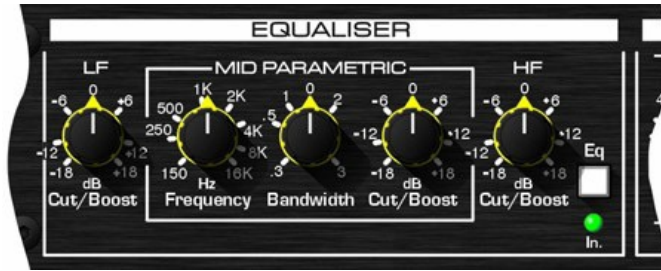 EQUALISER
LF
MID PARAMETRIC
HF
0
1K
0
0
0
-6
+6
500
2K
1
2
-6
+6
-6
+6
250
4K
.5
-12
+12
-12
+12
-12
+12
8K
Eq
-18
+18
150
16K
.3
3
-18
+18
-18
+18
dB
Hz
dB
dB
Cut/Boost
Frequency
Bandwidth
Cut/Boost
Cut/Boost
In.